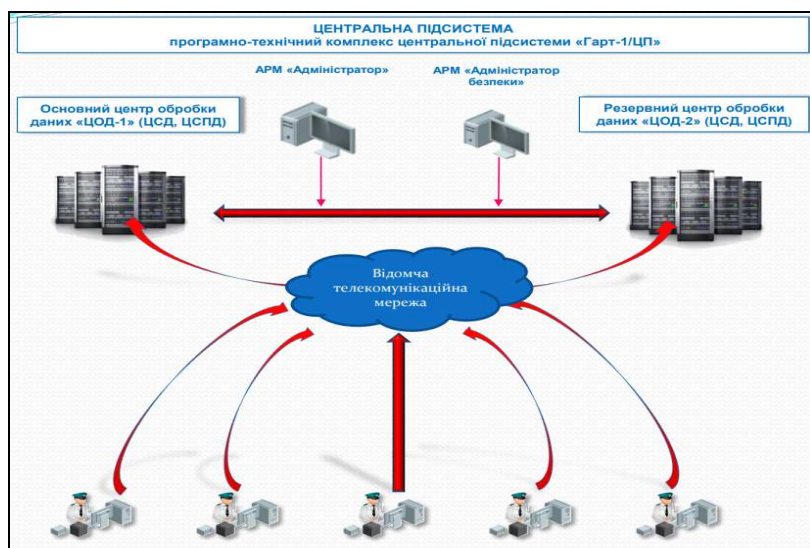 ЦЕНТРАЛЬНА ПІДСИСТЕМА
програмно-технічний комплекс центральної підсистеми «Гарт-1/ЦП»
АРМ «Адміністратор»
АРМ «Адміністратор
безпеки»
Основний центр обробки
даних «ЦОД-1» (ЦСД, ЦСПД)
Резервний центр обробки
даних «ЦОД-2» (ЦСД, ЦСПД)
Відомча
телекомунікаційна
мережа